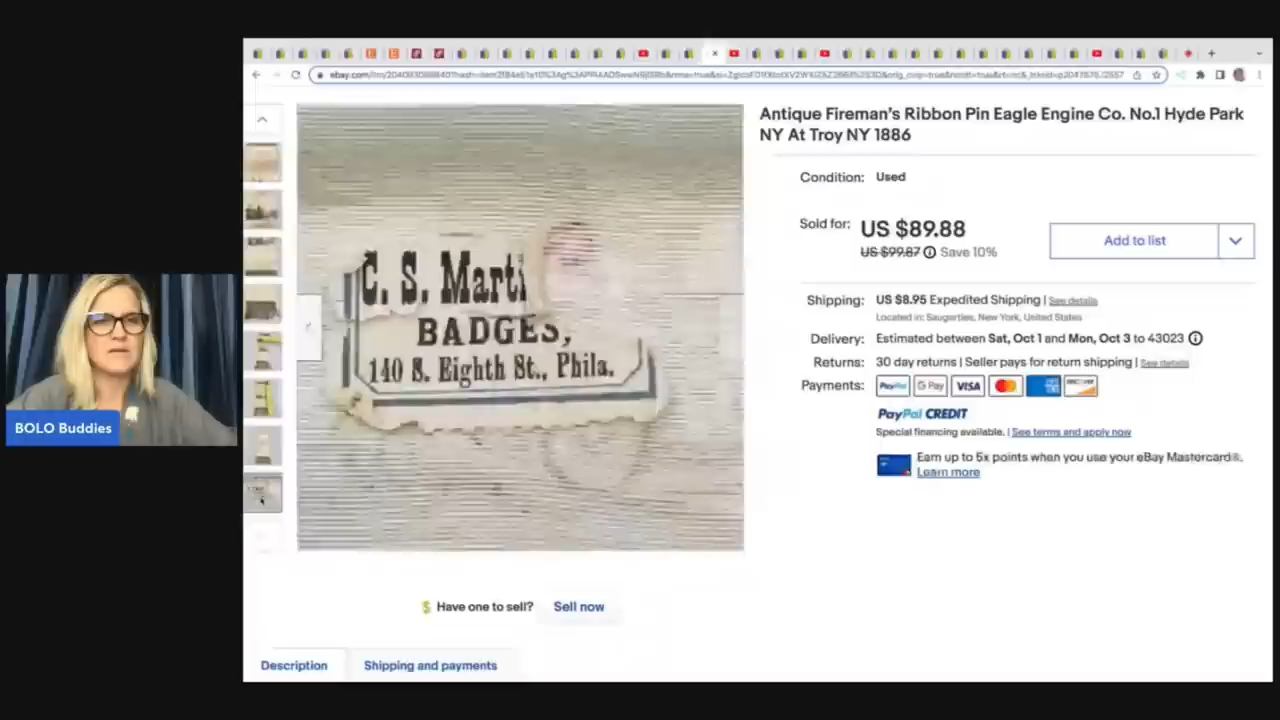 Antique Fireman's Ribbon Pin Eagle Engine Co. No.1 Hyde Park
NY At Troy NY 1886
Condition: Used
Sold for: US $89.88
US $99.87 Save 10%
Add to list
C. S. Marti
BADGES,
140 S. Eighth St., Phila.
Shipping: US $8.95 Expedited Shipping | See details
Located in: Saugerties, New York, United States
Delivery: Estimated between Sat, Oct 1 and Mon, Oct 3 to 43023
Returns: 30 day returns | Seller pays for return shipping | See details
Payments: PayPal G Pay VISA
PayPal CREDIT
Special financing available. | See terms and apply now
Earn up to 5x points when you use your eBay Mastercard®.
Learn more
BOLO Buddies
$ Have one to sell? Sell now
Description Shipping and payments